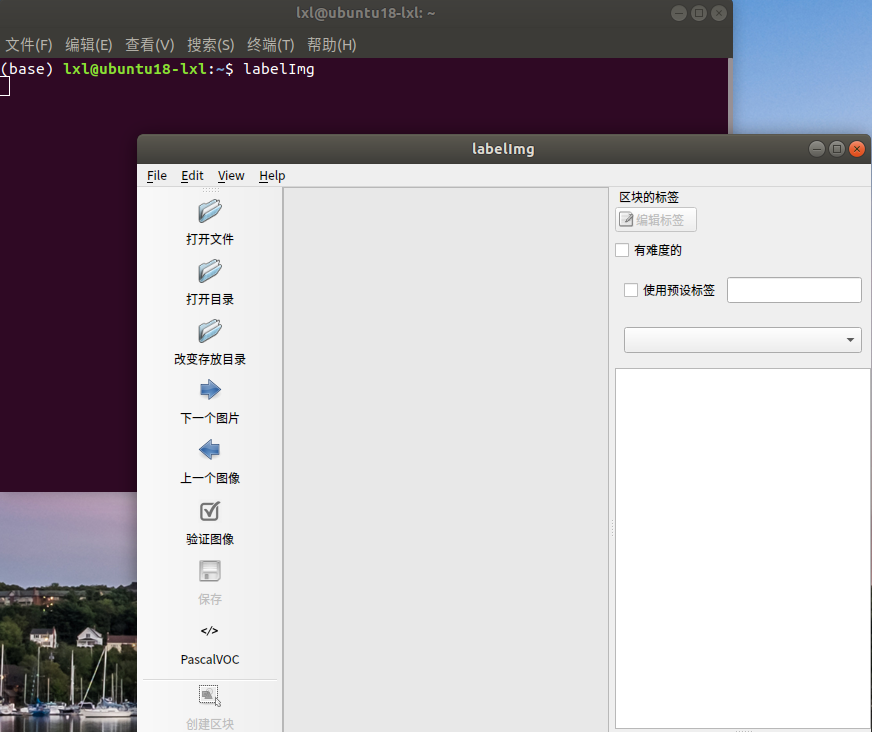 lxl@ubuntu18-lxl: ~
文件(F) 编辑(E) 查看(V) 搜索(S) 终端(T) 帮助(H)
(base) lxl@ubuntu18-lxl:~$ labelImg
labelImg
File Edit View Help
打开文件
打开目录
改变存放目录
下一个图片
上一个图像
验证图像
保存
</>
PascalVOC
创建区块
区块的标签
编辑标签
有难度的
使用预设标签